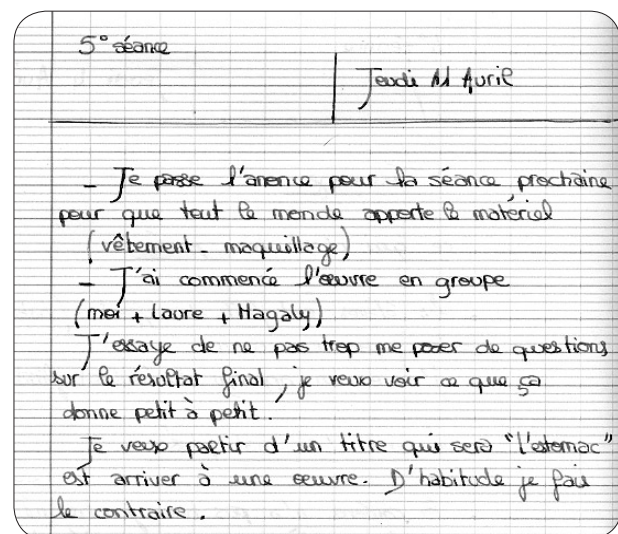 5° séance
Jeudi 11 Avril
- Je passe l'anence pour la séance prochaine
pour que tout le monde apporte le matériel
(vêtement - maquillage)
- J'ai commencé l'œuvre en groupe
(moi + Laure + Magaly)
J'essaye de ne pas trop me poser de questions
sur le résultat final, je veux voir ce que ça
donne petit à petit.
Je veux partir d'un titre qui sera "l'estomac"
est arriver à une œuvre. D'habitude je fais
le contraire.